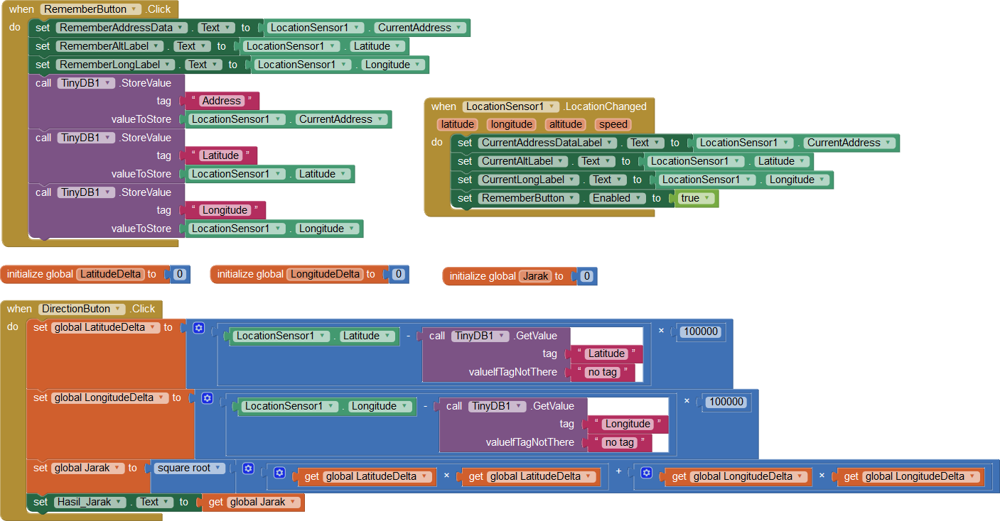 when RememberButton .Click
do set RememberAddressData . Text to LocationSensor1 . CurrentAddress
set RememberAltLabel . Text to LocationSensor1 . Latitude
set RememberLongLabel . Text to LocationSensor1 . Longitude
call TinyDB1 .StoreValue
tag " Address "
valueToStore LocationSensor1 . CurrentAddress
call TinyDB1 .StoreValue
tag " Latitude "
valueToStore LocationSensor1 . Latitude
call TinyDB1 .StoreValue
tag " Longitude "
valueToStore LocationSensor1 . Longitude
when LocationSensor1 .LocationChanged
latitude longitude altitude speed
do set CurrentAddressDataLabel . Text to LocationSensor1 . CurrentAddress
set CurrentAltLabel . Text to LocationSensor1 . Latitude
set CurrentLongLabel . Text to LocationSensor1 . Longitude
set RememberButton . Enabled to true
initialize global LatitudeDelta to 0
initialize global LongitudeDelta to 0
initialize global Jarak to 0
when DirectionButon .Click
do set global LatitudeDelta to LocationSensor1 . Latitude - call TinyDB1 .GetValue × 100000
tag " Latitude "
valueIfTagNotThere " no tag "
set global LongitudeDelta to LocationSensor1 . Longitude - call TinyDB1 .GetValue × 100000
tag " Longitude "
valueIfTagNotThere " no tag "
set global Jarak to square root get global LatitudeDelta × get global LatitudeDelta + get global LongitudeDelta × get global LongitudeDelta
set Hasil_Jarak . Text to get global Jarak